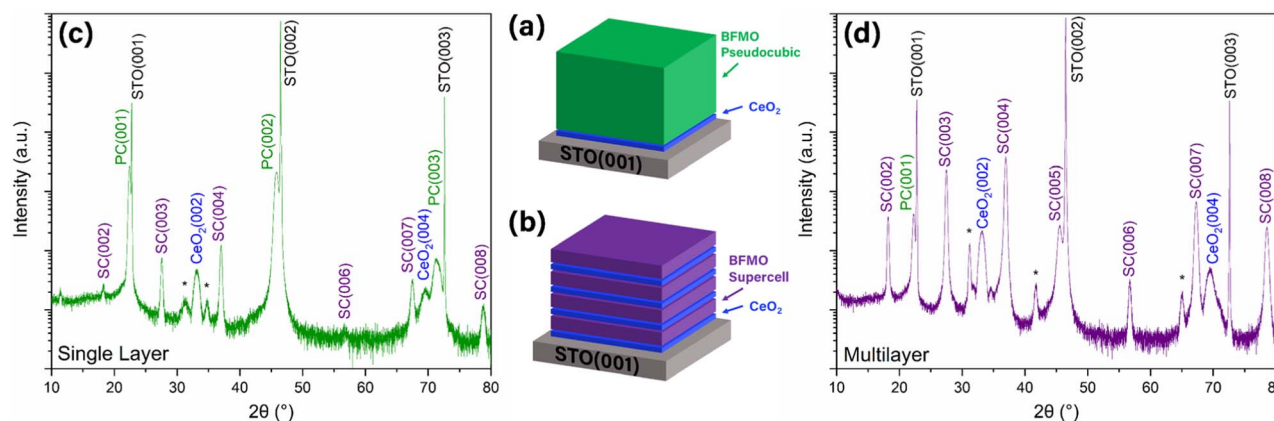 (c)
Intensity (a.u.)
SC(002)
PC(001)
STO(001)
SC(003)
*
CeO₂(002)
*
SC(004)
PC(002)
STO(002)
SC(006)
SC(007)
CeO₂(004)
PC(003)
STO(003)
SC(008)
Single Layer
10 20 30 40 50 60 70 80
2θ (°)
(a)
BFMO
Pseudocubic
CeO₂
STO(001)
(b)
BFMO
Supercell
CeO₂
STO(001)
(d)
Intensity (a.u.)
SC(002)
PC(001)
STO(001)
SC(003)
*
CeO₂(002)
SC(004)
*
SC(005)
STO(002)
SC(006)
*
SC(007)
CeO₂(004)
STO(003)
SC(008)
Multilayer
10 20 30 40 50 60 70 80
2θ (°)